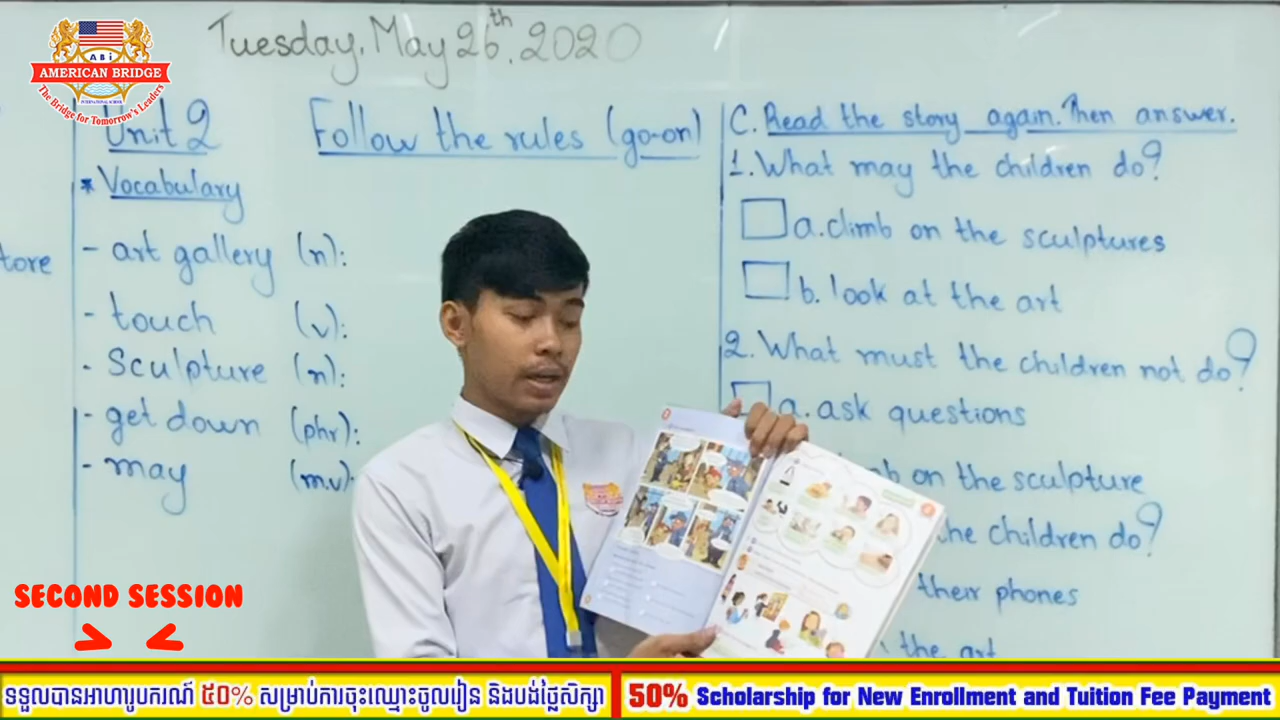 ABi
AMERICAN BRIDGE
INTERNATIONAL SCHOOL
The Bridge for Tomorrow's Leaders
Tuesday, May 26th, 2020
Unit 2 Follow the rules (go-on)
* Vocabulary
- art gallery (n):
- touch (v):
- Sculpture (n):
- get down (phr):
- may (m.v):
tore
C. Read the story again. Then answer.
1. What may the children do?
a. climb on the sculptures
b. look at the art
2. What must the children not do?
a. ask questions
on the sculpture
the children do?
their phones
the art
SECOND SESSION
> <
ទទួលបានអាហារូបករណ៍ ៥០% សម្រាប់ការចុះឈ្មោះចូលរៀន និងបង់ថ្លៃសិក្សា
50% Scholarship for New Enrollment and Tuition Fee Payment